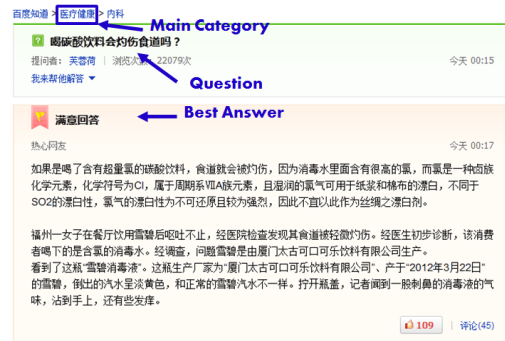 百度知道 > 医疗健康 > 内科
Main Category
喝碳酸饮料会灼伤食道吗？
提问者： 芙蓉荷 | 浏览次数：22079次 今天 00:15
我来帮他解答
Question
满意回答
Best Answer
热心网友 今天 00:17
如果是喝了含有超量氯的碳酸饮料，食道就会被灼伤，因为消毒水里面含有很高的氯，而氯是一种卤族
化学元素，化学符号为Cl，属于周期系ⅦA族元素，且湿润的氯气可用于纸浆和棉布的漂白，不同于
SO2的漂白性，氯气的漂白性为不可还原且较为强烈，因此不宜以此作为丝绸之漂白剂。
福州一女子在餐厅饮用雪碧后呕吐不止，经医院检查发现其食道被轻微灼伤。经医生初步诊断，该消费
者喝下的是含氯的消毒水。经调查，问题雪碧是由厦门太古可口可乐饮料有限公司生产。
看到了这瓶“雪碧消毒液”。这瓶生产厂家为“厦门太古可口可乐饮料有限公司”、产于“2012年3月22日”
的雪碧，倒出的汽水呈淡黄色，和正常的雪碧汽水不一样。拧开瓶盖，记者闻到一股刺鼻的消毒液的气
味，沾到手上，还有些发痒。
109 | 评论(45)